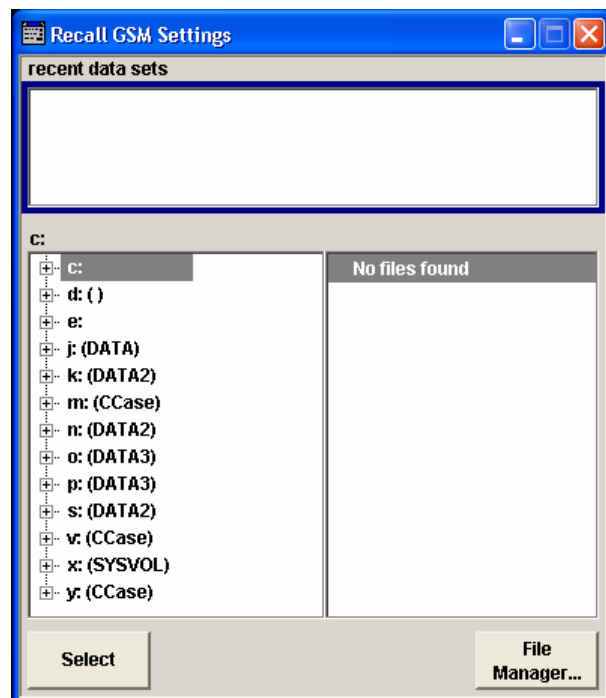 Recall GSM Settings
recent data sets
c:
c:
No files found
d: ( )
e:
j: (DATA)
k: (DATA2)
m: (CCase)
n: (DATA2)
o: (DATA3)
p: (DATA3)
s: (DATA2)
v: (CCase)
x: (SYSVOL)
y: (CCase)
Select
File
Manager...